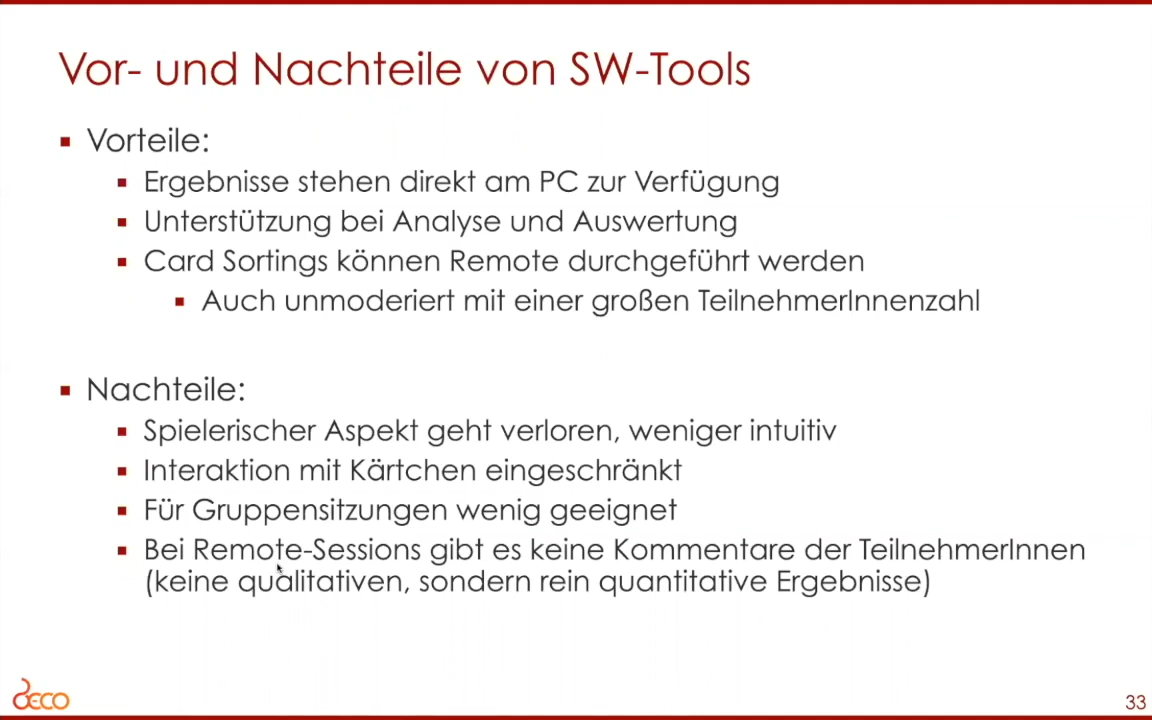 Vor- und Nachteile von SW-Tools
Vorteile:
Ergebnisse stehen direkt am PC zur Verfügung
Unterstützung bei Analyse und Auswertung
Card Sortings können Remote durchgeführt werden
Auch unmoderiert mit einer großen TeilnehmerInnenzahl
Nachteile:
Spielerischer Aspekt geht verloren, weniger intuitiv
Interaktion mit Kärtchen eingeschränkt
Für Gruppensitzungen wenig geeignet
Bei Remote-Sessions gibt es keine Kommentare der TeilnehmerInnen
(keine qualitativen, sondern rein quantitative Ergebnisse)
OECO
33